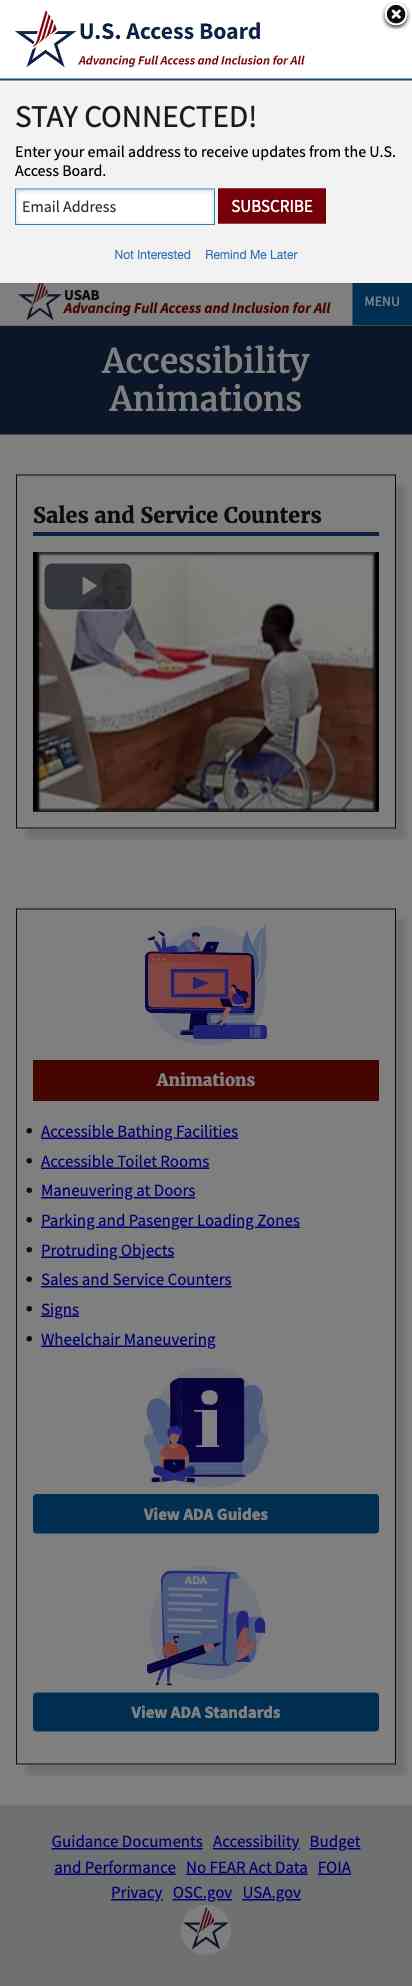 U.S. Access Board
Advancing Full Access and Inclusion for All
STAY CONNECTED!
Enter your email address to receive updates from the U.S.
Access Board.
Email Address
SUBSCRIBE
Not Interested Remind Me Later
USAB
Advancing Full Access and Inclusion for All
MENU
Accessibility
Animations
Sales and Service Counters
Animations
Accessible Bathing Facilities
Accessible Toilet Rooms
Maneuvering at Doors
Parking and Pasenger Loading Zones
Protruding Objects
Sales and Service Counters
Signs
Wheelchair Maneuvering
i
View ADA Guides
ADA
View ADA Standards
Guidance Documents Accessibility Budget
and Performance No FEAR Act Data FOIA
Privacy OSC.gov USA.gov